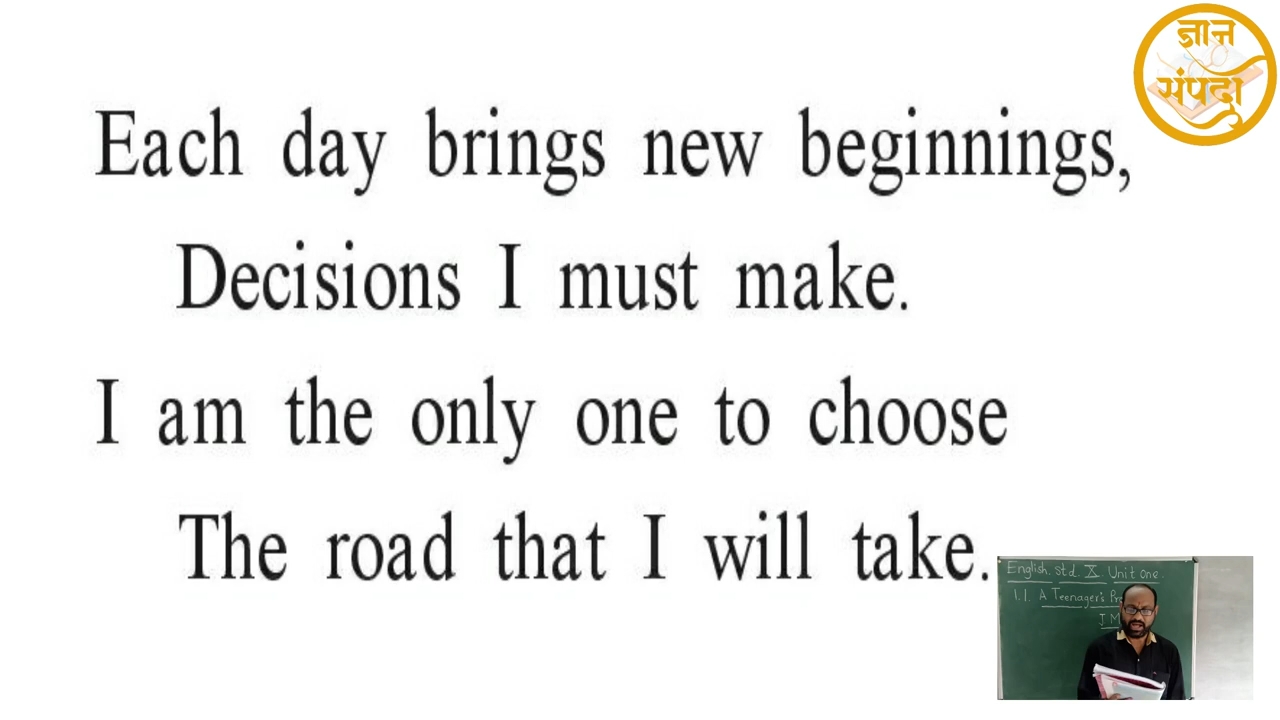 Each day brings new beginnings,
Decisions I must make.
I am the only one to choose
The road that I will take.
ज्ञान
संपदा
English. Std. X. Unit One.
1.1. A Teenager's
J M